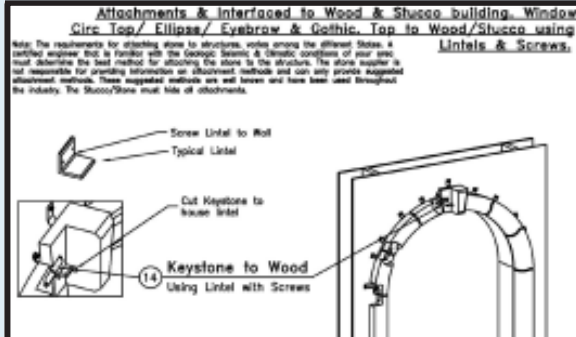 Attachments & Interfaced to Wood & Stucco building. Window
Circ Top/ Ellipse/ Eyebrow & Gothic. Top to Wood/Stucco using
Lintels & Screws.
Note: The requirements for attaching stone to structures, varies among the different States. A
certified engineer that is familiar with the Geologic Seismic & Climatic conditions of your area
must determine the best method for attaching the stone to the structure. The stone supplier is
not responsible for providing information on attachment methods and can only provide suggested
attachment methods. These suggested methods are well known and have been used throughout
the industry. The Stucco/Stone must hide all attachments.
Screw Lintel to Wall
Typical Lintel
Cut Keystone to
house lintel
14 Keystone to Wood
Using Lintel with Screws